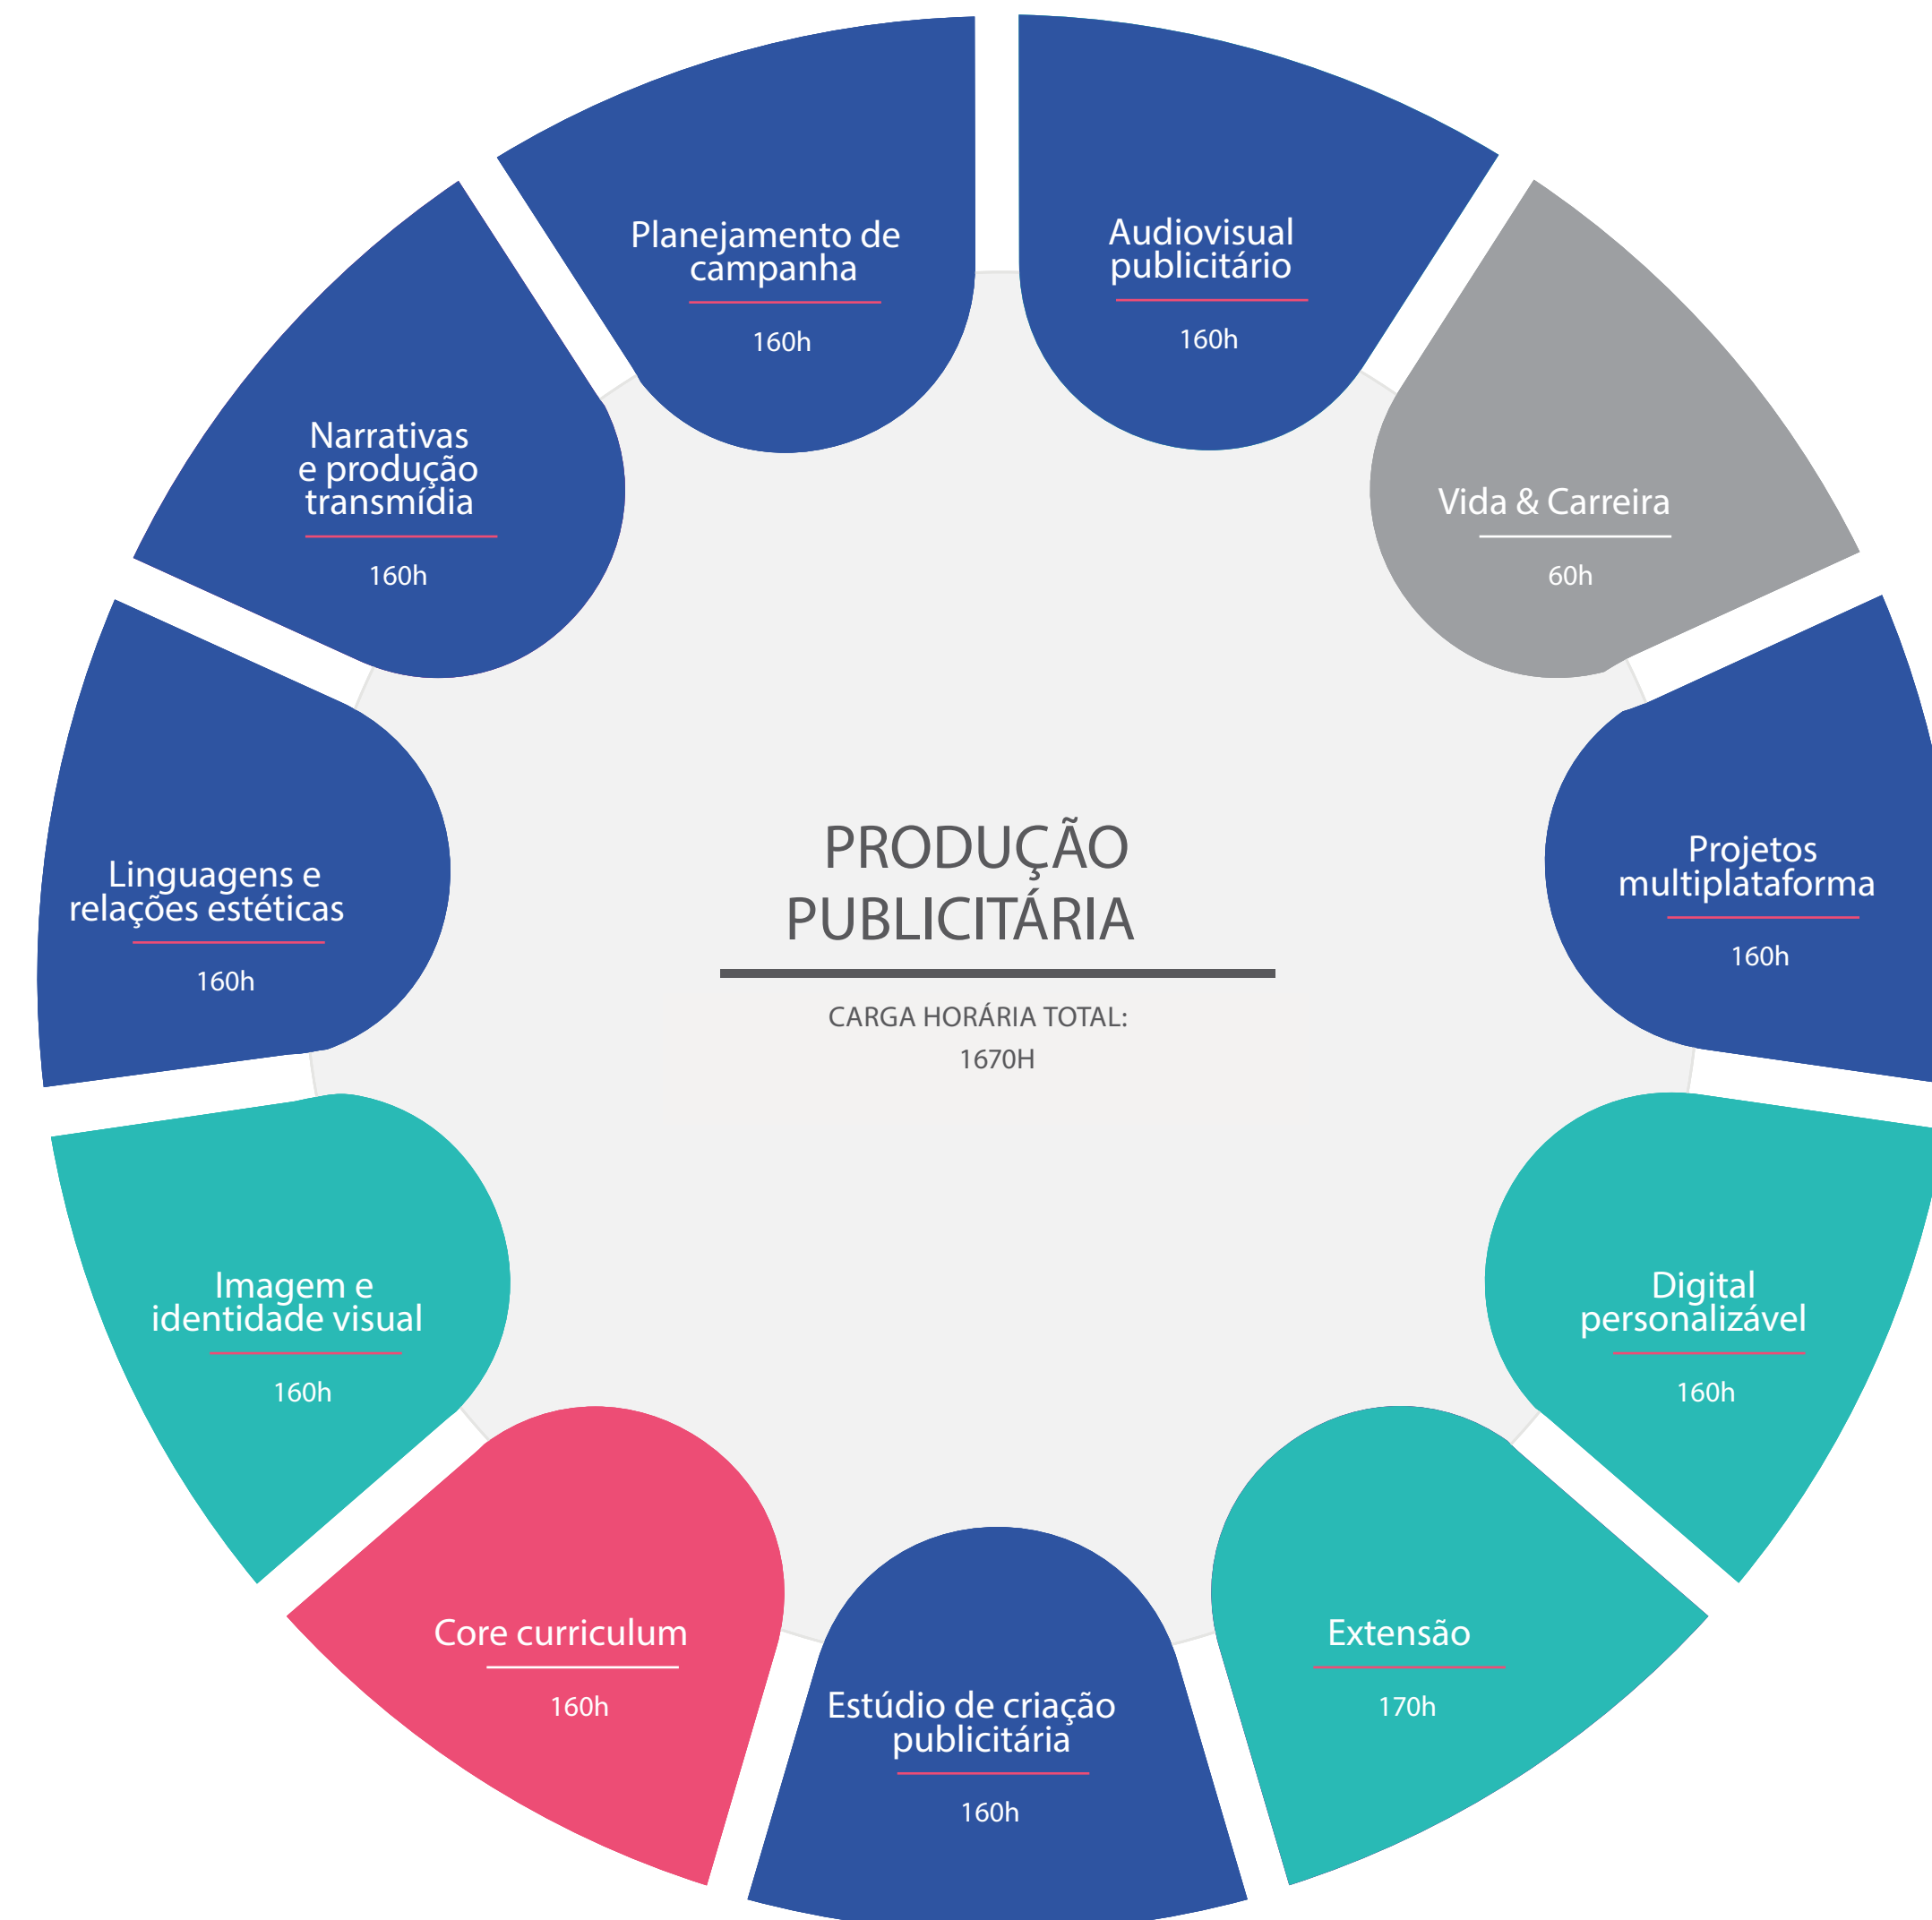 Planejamento de
campanha
160h
Audiovisual
publicitário
160h
Narrativas
e produção
transmídia
160h
Vida & Carreira
60h
Linguagens e
relações estéticas
160h
PRODUÇÃO
PUBLICITÁRIA
CARGA HORÁRIA TOTAL:
1670H
Projetos
multiplataforma
160h
Imagem e
identidade visual
160h
Digital
personalizável
160h
Core curriculum
160h
Estúdio de criação
publicitária
160h
Extensão
170h